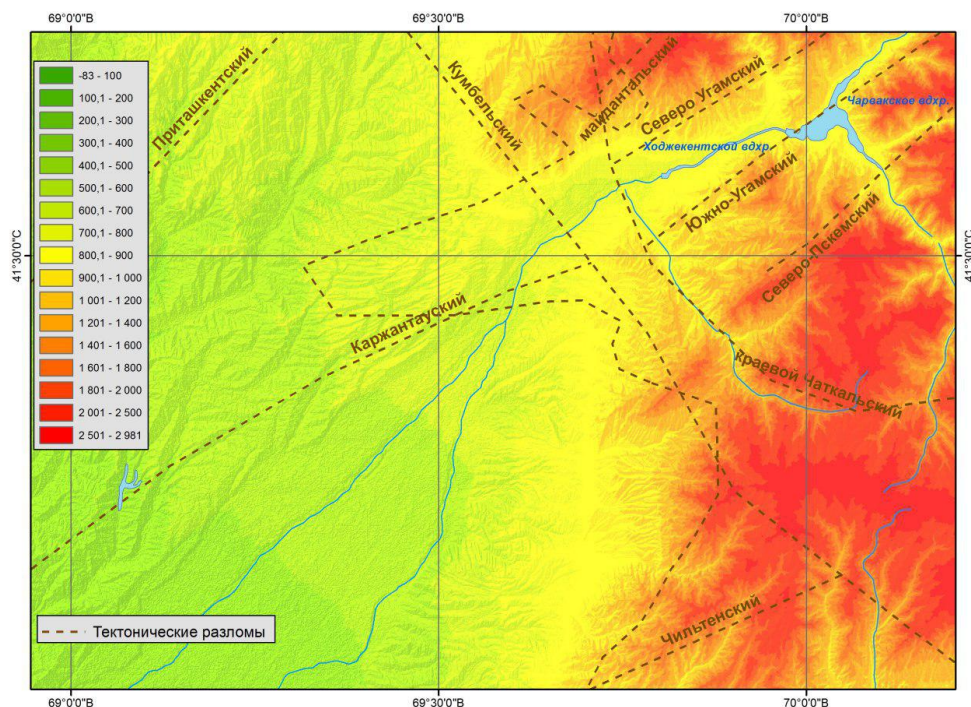 69°0'0"В
69°30'0"В
70°0'0"В
-83 - 100
100,1 - 200
200,1 - 300
300,1 - 400
400,1 - 500
500,1 - 600
600,1 - 700
700,1 - 800
800,1 - 900
900,1 - 1 000
1 001 - 1 200
1 201 - 1 400
1 401 - 1 600
1 601 - 1 800
1 801 - 2 000
2 001 - 2 500
2 501 - 2 981
Приташкентский
Кумбельский
майдантальский
Северо Угамский
Чарвакское вдхр.
Ходжекентской вдхр.
Южно-Угамский
Северо-Пскемский
41°30'0"С
41°30'0"С
Каржантауский
краевой Чаткальский
Чильтенский
Тектонические разломы
69°0'0"В
69°30'0"В
70°0'0"В